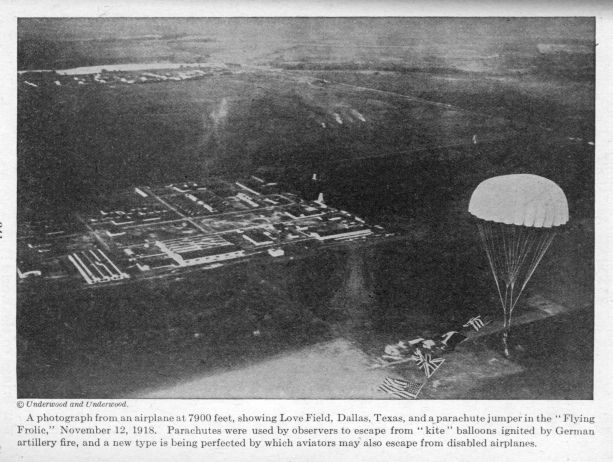 © Underwood and Underwood.
A photograph from an airplane at 7900 feet, showing Love Field, Dallas, Texas, and a parachute jumper in the “Flying
Frolic,” November 12, 1918. Parachutes were used by observers to escape from “kite” balloons ignited by German
artillery fire, and a new type is being perfected by which aviators may also escape from disabled airplanes.